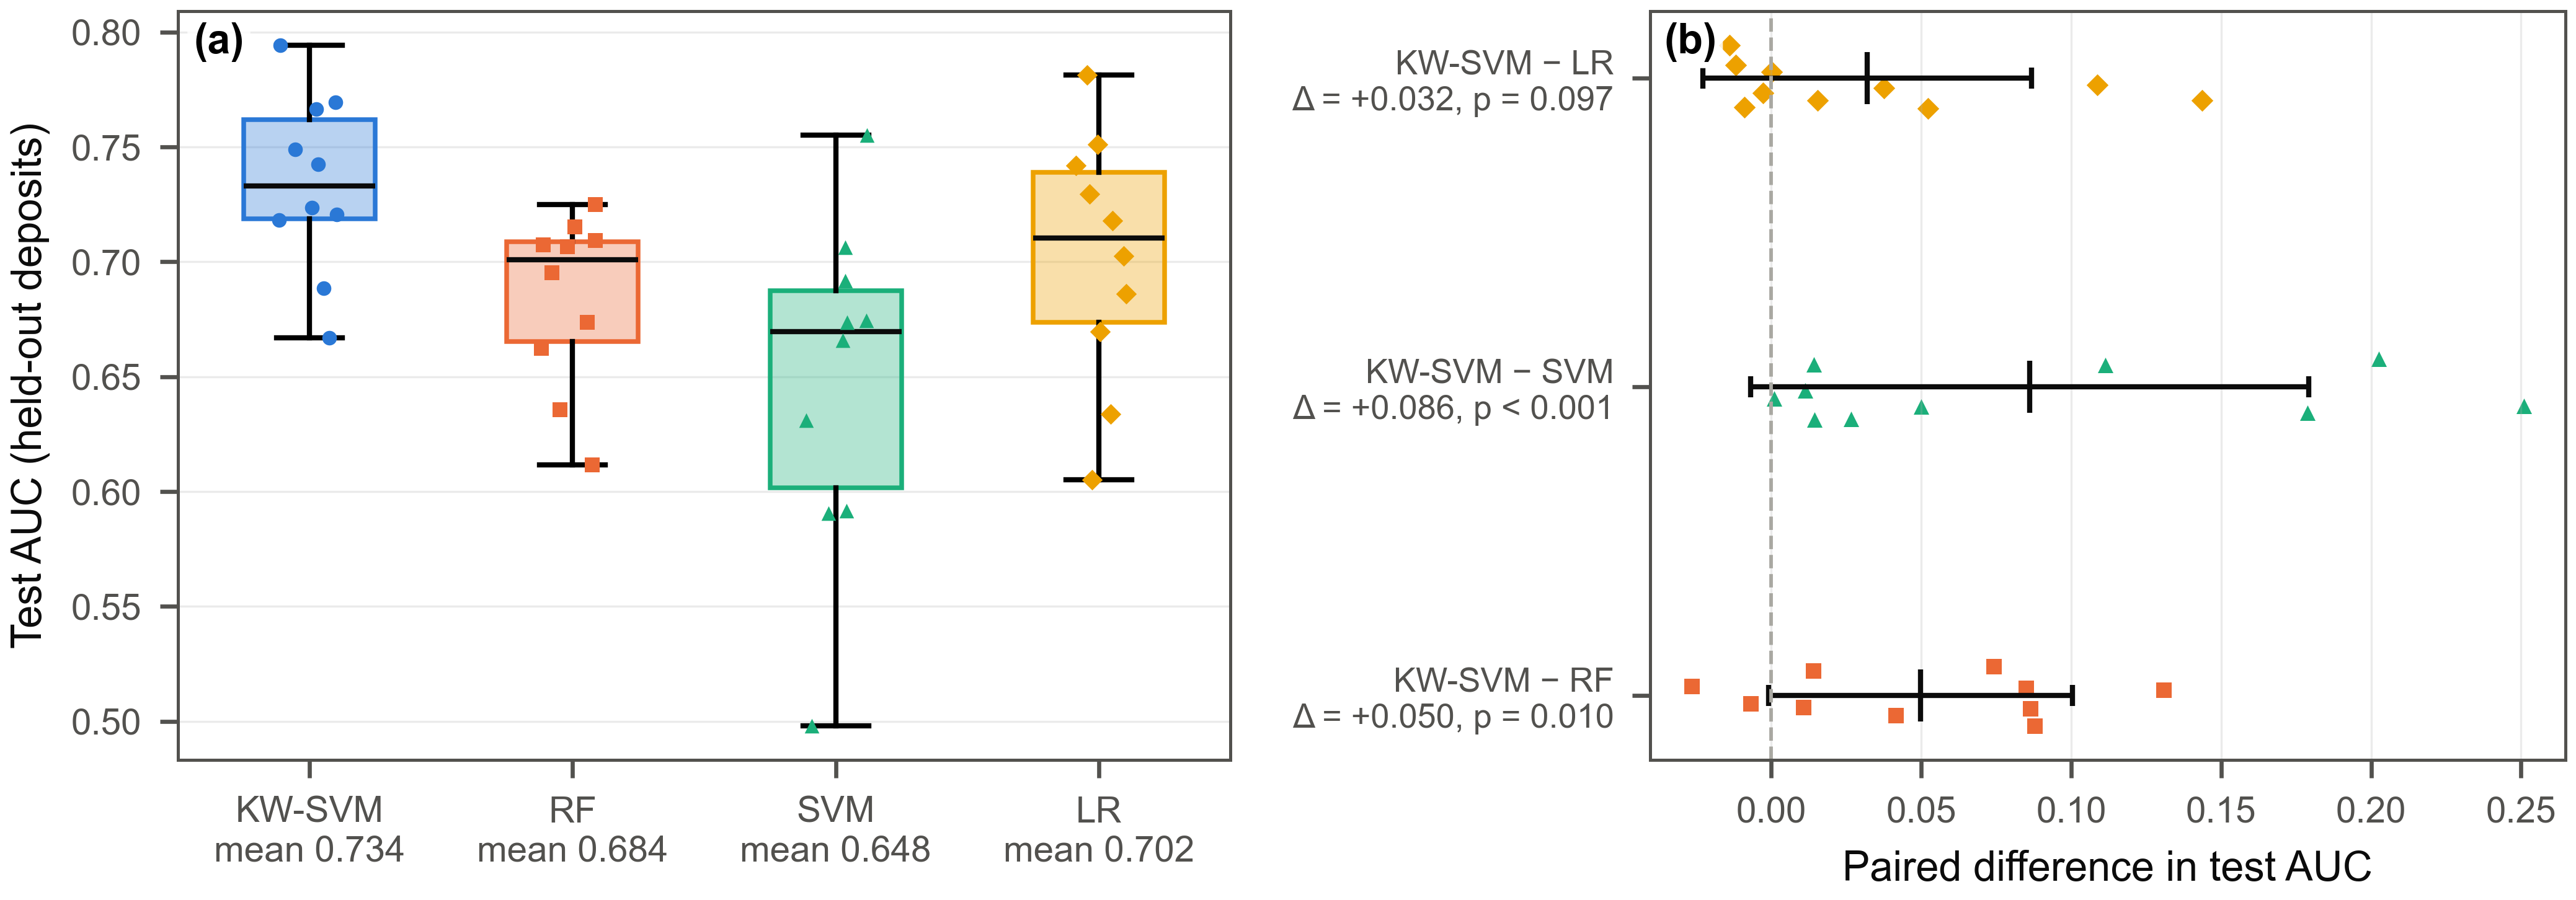 (a)
Test AUC (held-out deposits)
0.80
0.75
0.70
0.65
0.60
0.55
0.50
KW-SVM
mean 0.734
RF
mean 0.684
SVM
mean 0.648
LR
mean 0.702
(b)
KW-SVM − LR
Δ = +0.032, p = 0.097
KW-SVM − SVM
Δ = +0.086, p < 0.001
KW-SVM − RF
Δ = +0.050, p = 0.010
0.00
0.05
0.10
0.15
0.20
0.25
Paired difference in test AUC